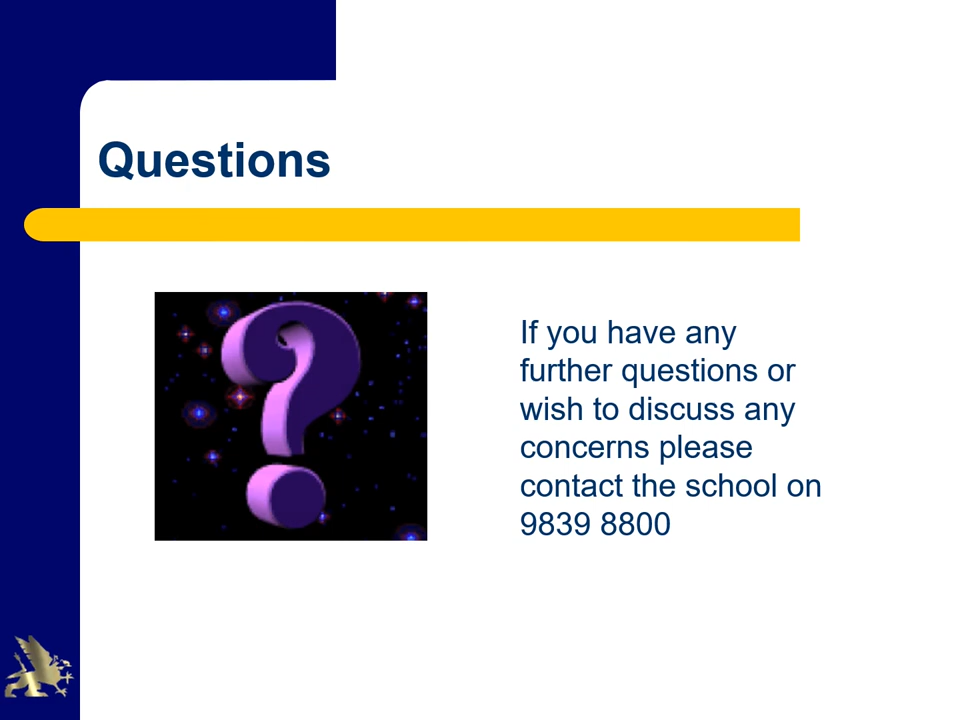 Questions
If you have any
further questions or
wish to discuss any
concerns please
contact the school on
9839 8800